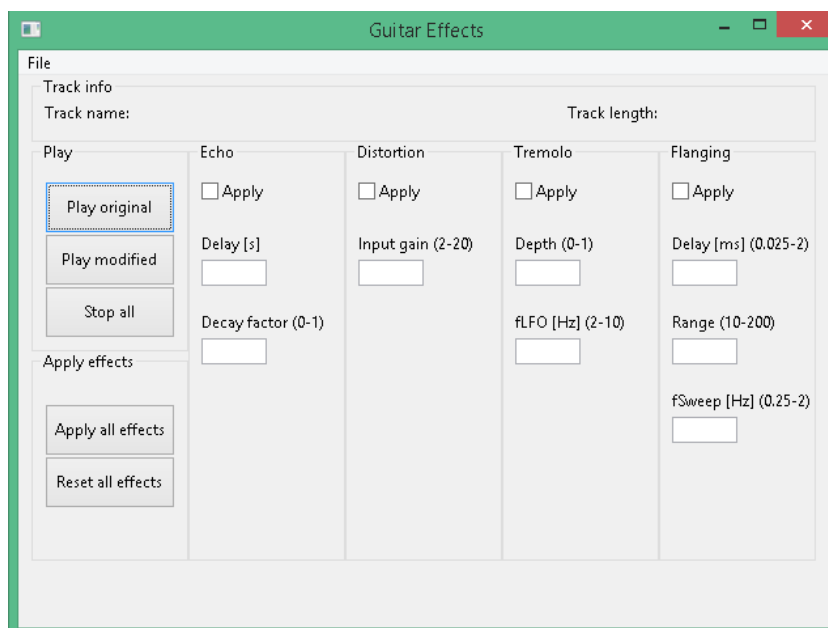 Guitar Effects
File
Track info
Track name: Track length:
Play Echo Distortion Tremolo Flanging
Play original Apply Apply Apply Apply
Play modified Delay [s] Input gain (2-20) Depth (0-1) Delay [ms] (0.025-2)
Stop all Decay factor (0-1) fLFO [Hz] (2-10) Range (10-200)
Apply effects
fSweep [Hz] (0.25-2)
Apply all effects
Reset all effects